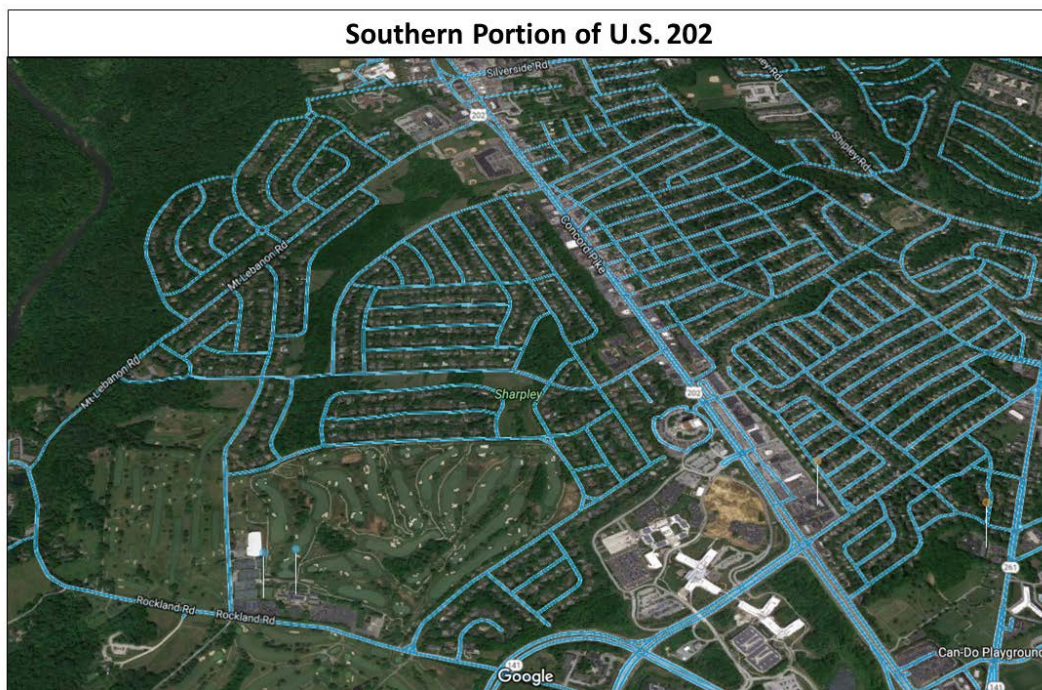 Southern Portion of U.S. 202
Silverside Rd
Shipley Rd
202
Concord Pike
Mt Lebanon Rd
Mt Lebanon Rd
202
Sharpley
261
Rockland Rd
Rockland Rd
Can-Do Playground
141
Google
141